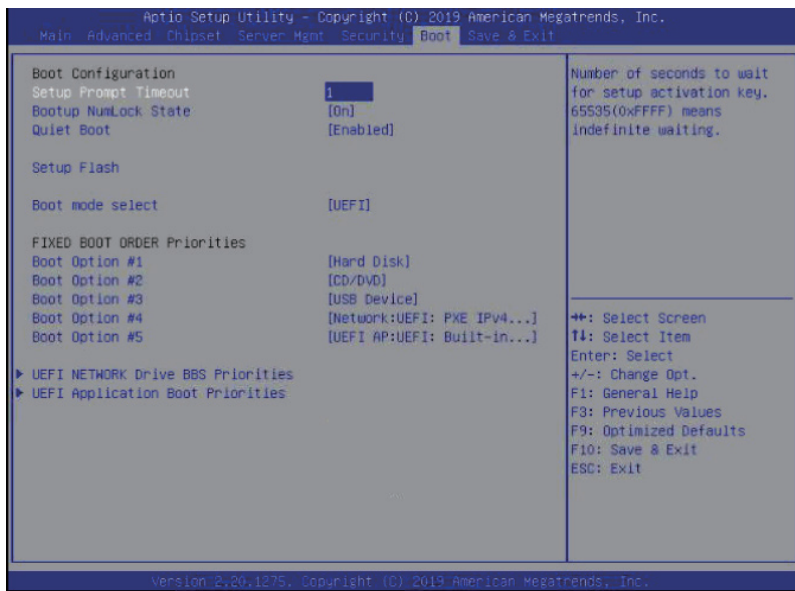 Aptio Setup Utility - Copyright (C) 2019 American Megatrends, Inc.
Main Advanced Chipset Server Mgmt Security Boot Save & Exit
Boot Configuration
Setup Prompt Timeout 1
Bootup NumLock State [On]
Quiet Boot [Enabled]
Setup Flash
Boot mode select [UEFI]
FIXED BOOT ORDER Priorities
Boot Option #1 [Hard Disk]
Boot Option #2 [CD/DVD]
Boot Option #3 [USB Device]
Boot Option #4 [Network:UEFI: PXE IPv4...]
Boot Option #5 [UEFI AP:UEFI: Built-in...]
▶ UEFI NETWORK Drive BBS Priorities
▶ UEFI Application Boot Priorities
Number of seconds to wait
for setup activation key.
65535(0xFFFF) means
indefinite waiting.
→←: Select Screen
↑↓: Select Item
Enter: Select
+/-: Change Opt.
F1: General Help
F3: Previous Values
F9: Optimized Defaults
F10: Save & Exit
ESC: Exit
Version 2.20.1275. Copyright (C) 2019 American Megatrends, Inc.